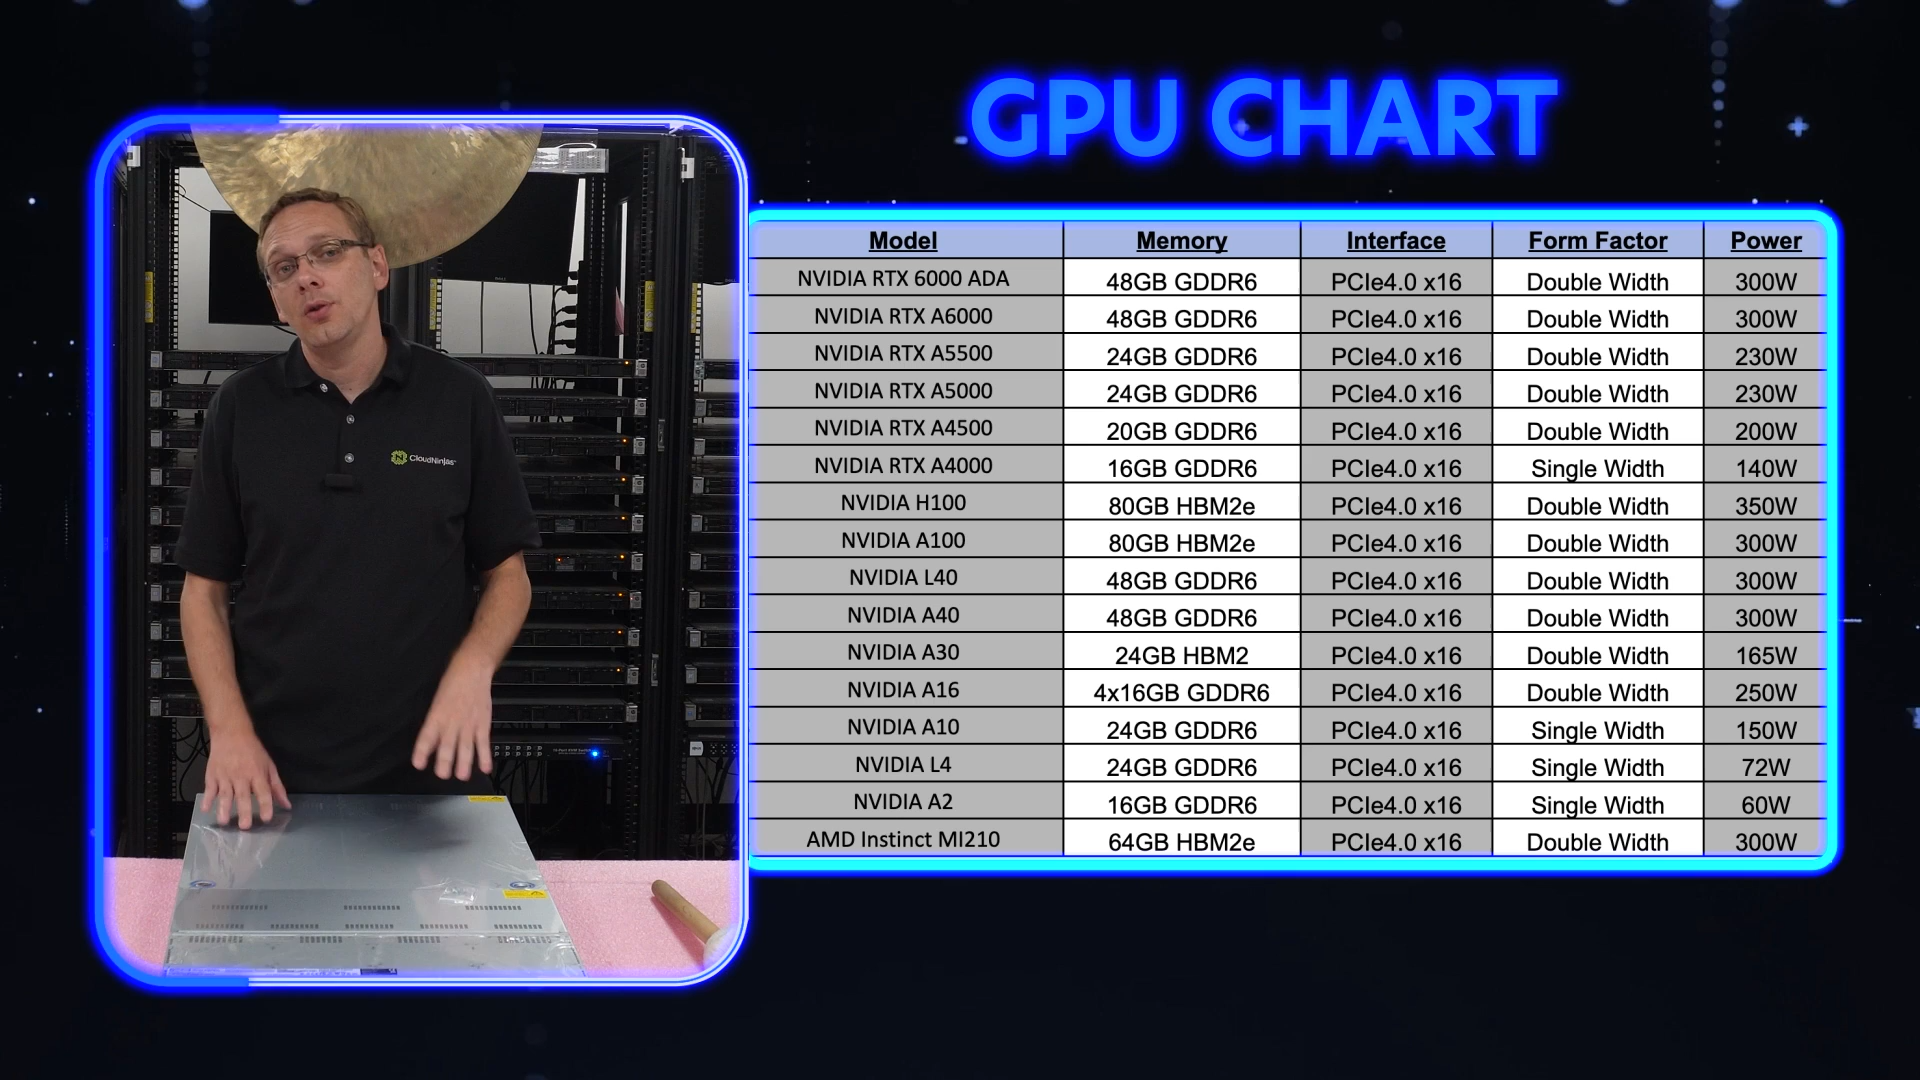 GPU CHART
Model Memory Interface Form Factor Power
NVIDIA RTX 6000 ADA 48GB GDDR6 PCIe4.0 x16 Double Width 300W
NVIDIA RTX A6000 48GB GDDR6 PCIe4.0 x16 Double Width 300W
NVIDIA RTX A5500 24GB GDDR6 PCIe4.0 x16 Double Width 230W
NVIDIA RTX A5000 24GB GDDR6 PCIe4.0 x16 Double Width 230W
NVIDIA RTX A4500 20GB GDDR6 PCIe4.0 x16 Double Width 200W
NVIDIA RTX A4000 16GB GDDR6 PCIe4.0 x16 Single Width 140W
NVIDIA H100 80GB HBM2e PCIe4.0 x16 Double Width 350W
NVIDIA A100 80GB HBM2e PCIe4.0 x16 Double Width 300W
NVIDIA L40 48GB GDDR6 PCIe4.0 x16 Double Width 300W
NVIDIA A40 48GB GDDR6 PCIe4.0 x16 Double Width 300W
NVIDIA A30 24GB HBM2 PCIe4.0 x16 Double Width 165W
NVIDIA A16 4x16GB GDDR6 PCIe4.0 x16 Double Width 250W
NVIDIA A10 24GB GDDR6 PCIe4.0 x16 Single Width 150W
NVIDIA L4 24GB GDDR6 PCIe4.0 x16 Single Width 72W
NVIDIA A2 16GB GDDR6 PCIe4.0 x16 Single Width 60W
AMD Instinct MI210 64GB HBM2e PCIe4.0 x16 Double Width 300W
CloudNinjas